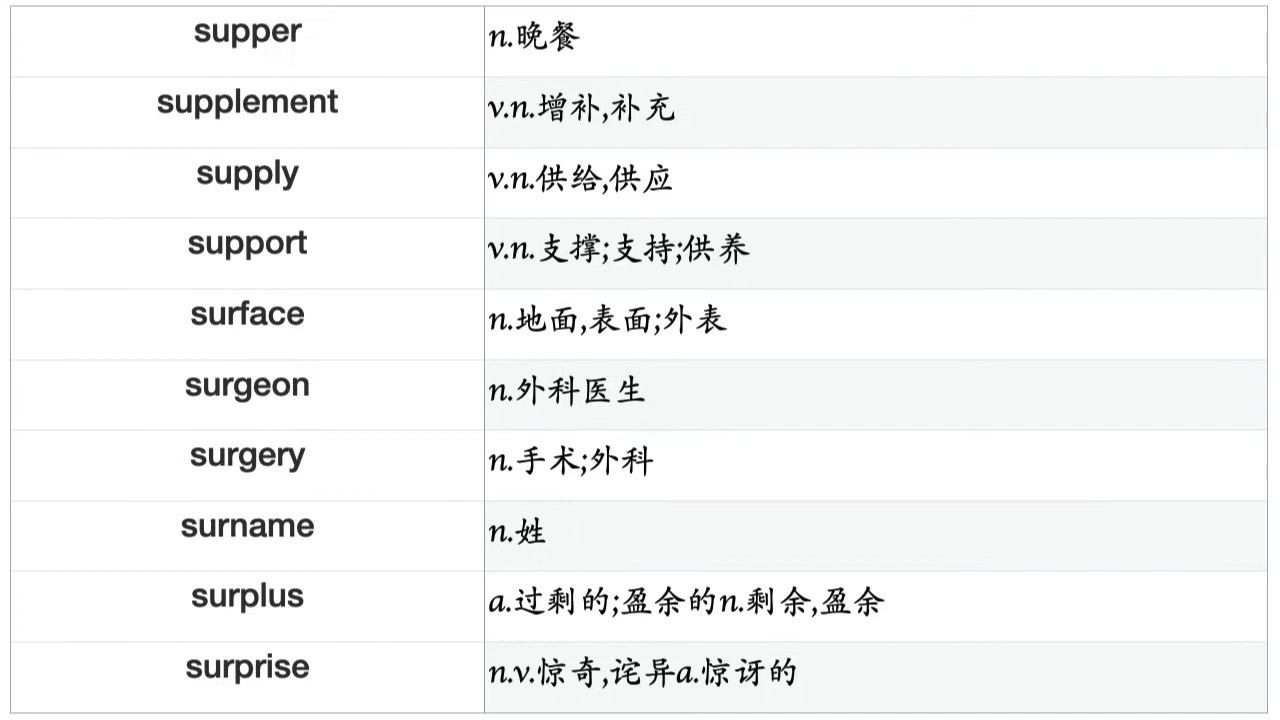 supper n.晚餐
supplement v.n.增补,补充
supply v.n.供给,供应
support v.n.支撑;支持;供养
surface n.地面,表面;外表
surgeon n.外科医生
surgery n.手术;外科
surname n.姓
surplus a.过剩的;盈余的n.剩余,盈余
surprise n.v.惊奇,诧异a.惊讶的